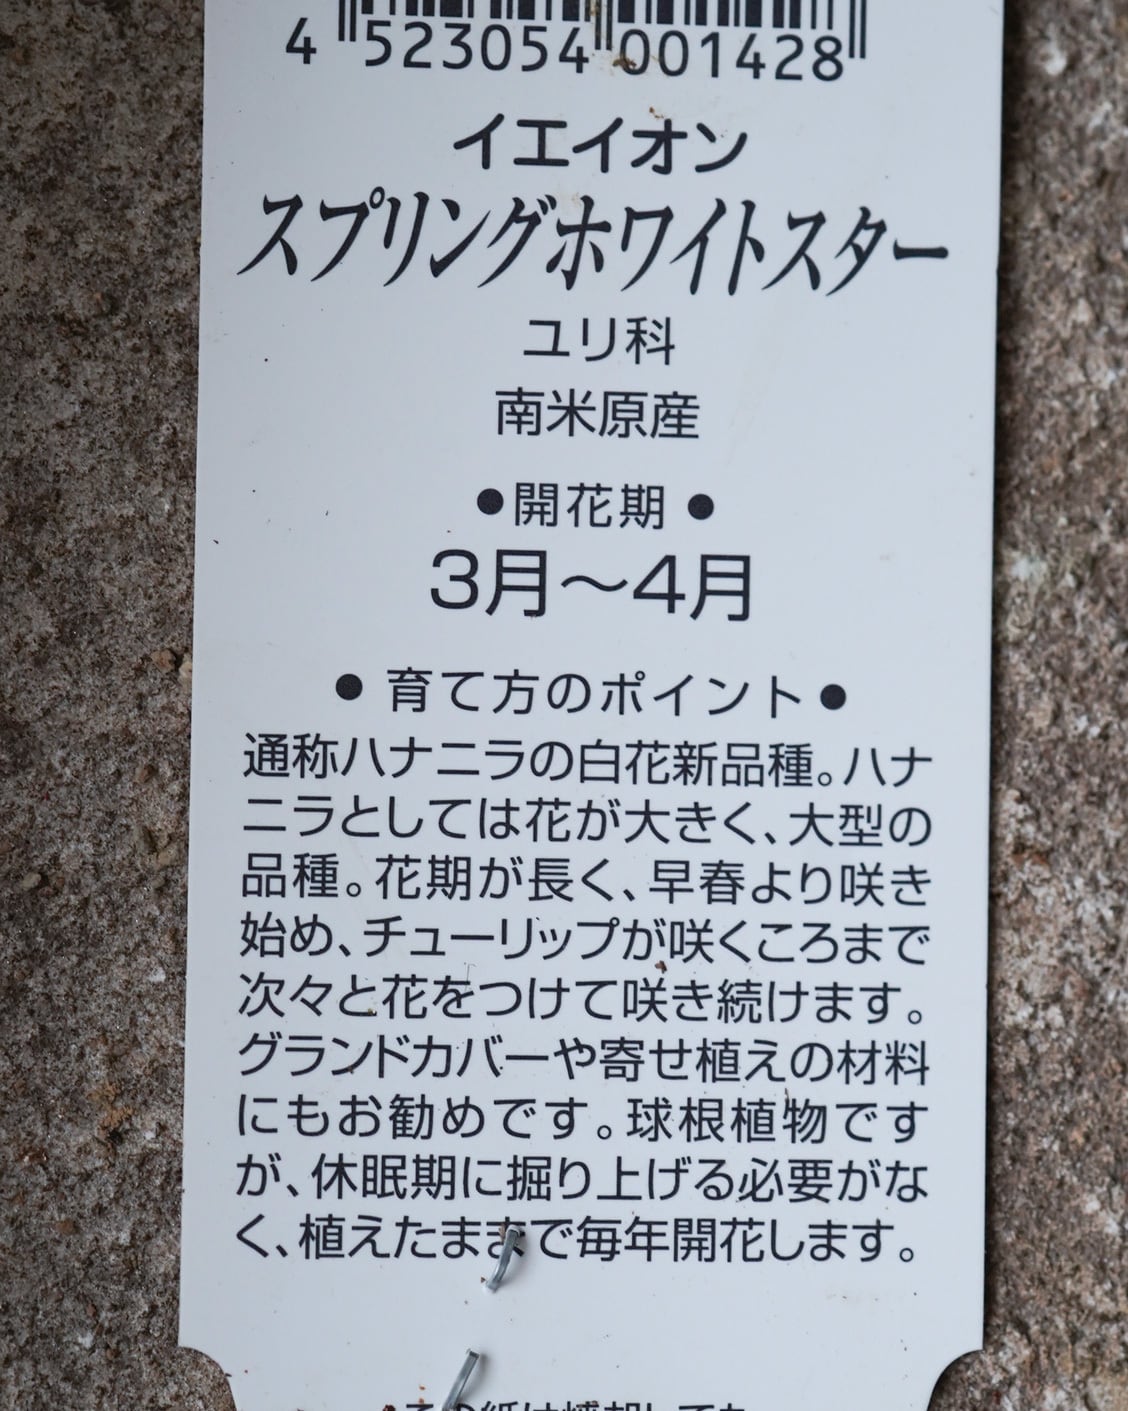 4 523054 001428
イエイオン
スプリングホワイトスター
ユリ科
南米原産
●開花期●
3月～4月
●育て方のポイント●
通称ハナニラの白花新品種。ハナ
ニラとしては花が大きく、大型の
品種。花期が長く、早春より咲き
始め、チューリップが咲くころまで
次々と花をつけて咲き続けます。
グランドカバーや寄せ植えの材料
にもお勧めです。球根植物です
が、休眠期に掘り上げる必要がな
く、植えたままで毎年開花します。